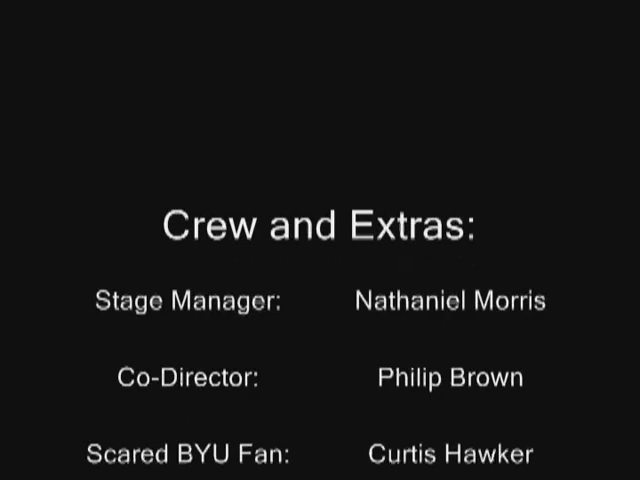 Crew and Extras:
Stage Manager: Nathaniel Morris
Co-Director: Philip Brown
Scared BYU Fan: Curtis Hawker